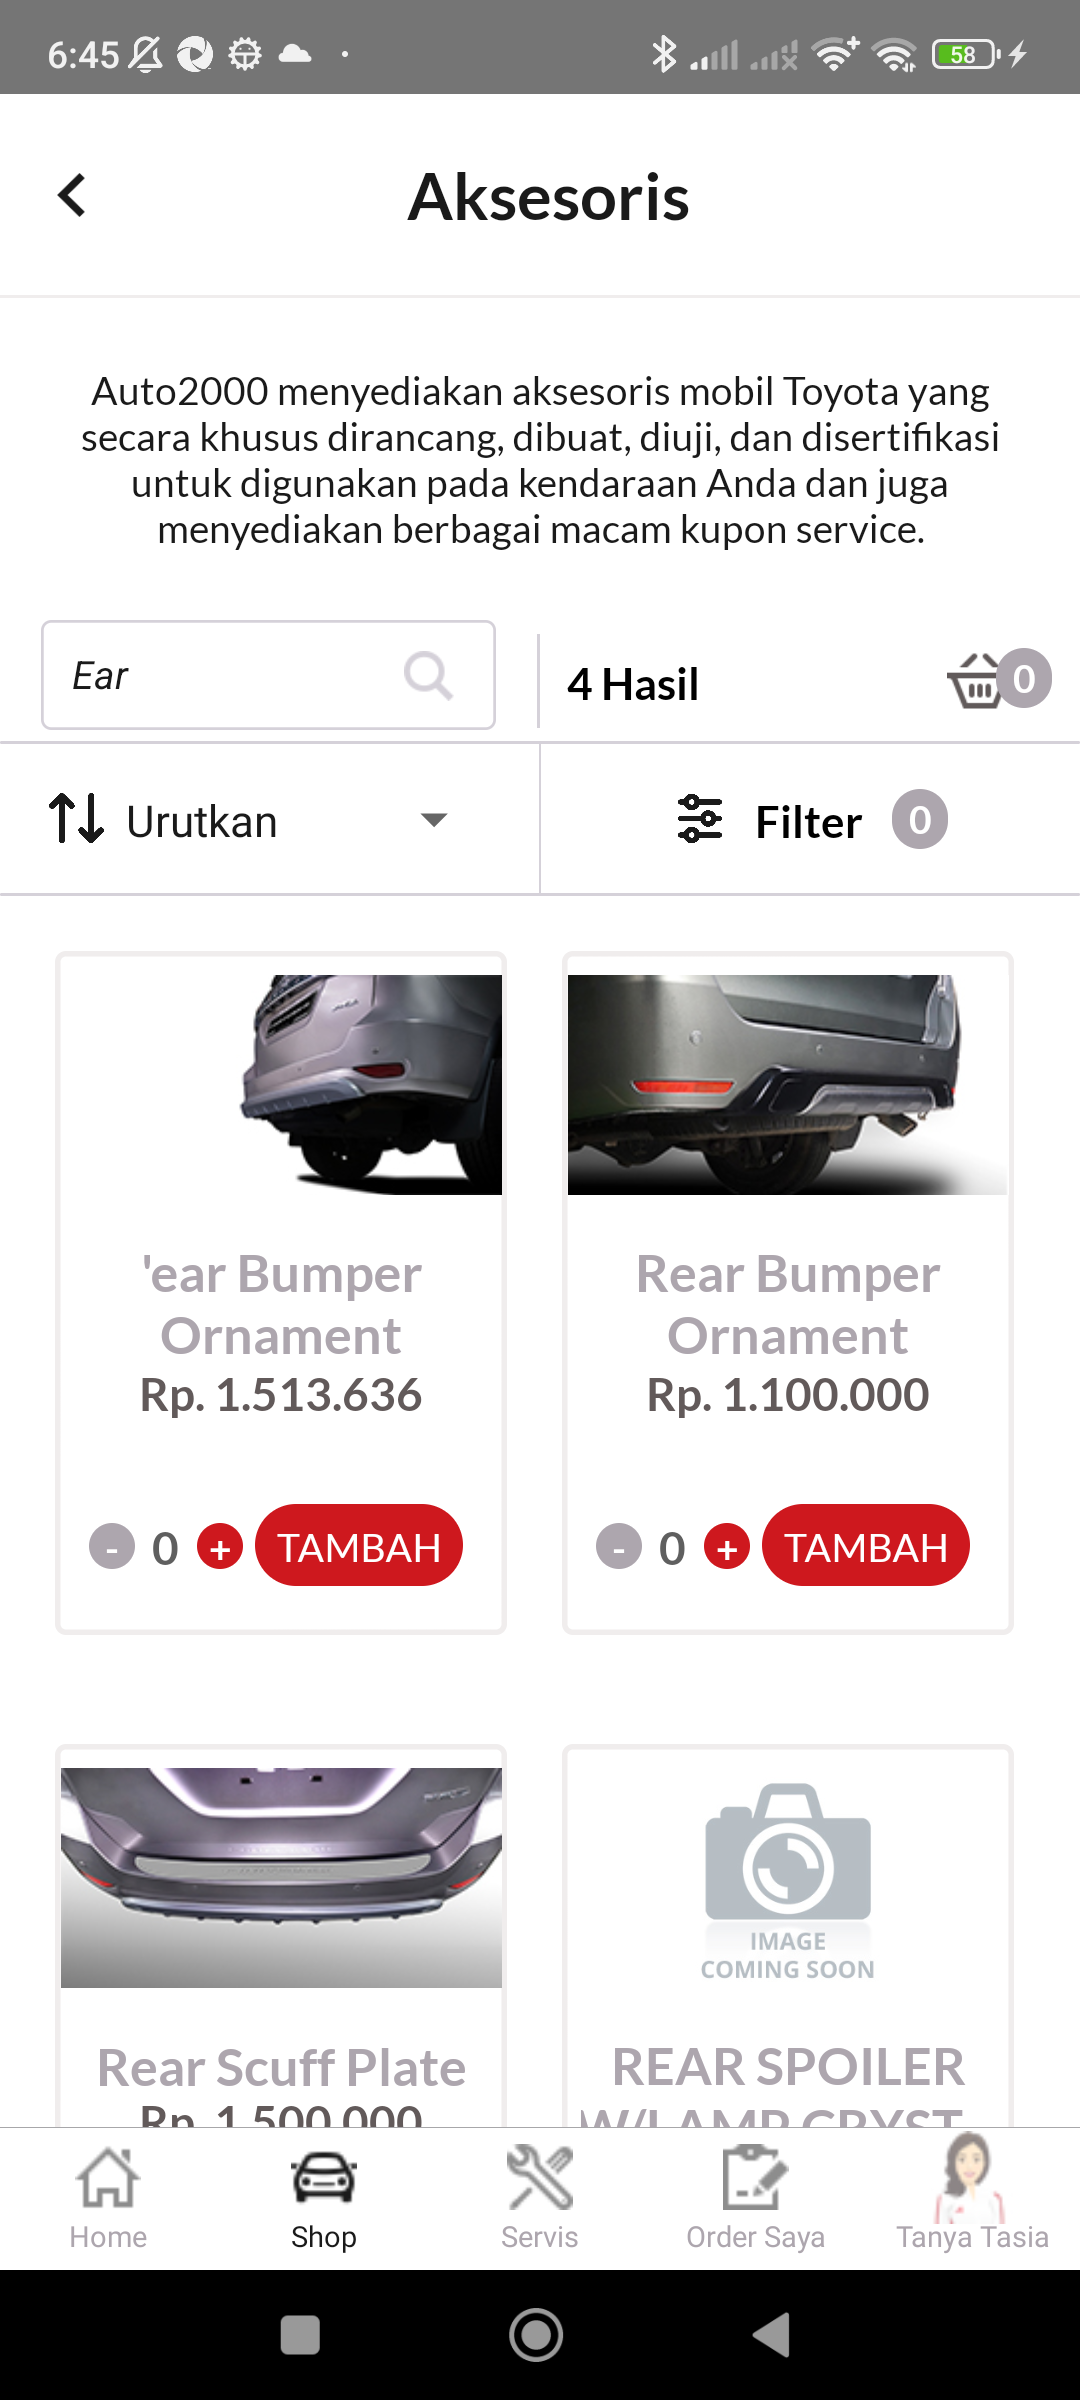 6:45
58
Aksesoris
Auto2000 menyediakan aksesoris mobil Toyota yang
secara khusus dirancang, dibuat, diuji, dan disertifikasi
untuk digunakan pada kendaraan Anda dan juga
menyediakan berbagai macam kupon service.
Ear
4 Hasil
0
Urutkan
Filter
0
'ear Bumper
Ornament
Rp. 1.513.636
- 0 + TAMBAH
Rear Bumper
Ornament
Rp. 1.100.000
- 0 + TAMBAH
Rear Scuff Plate
Rp. 1.500.000
IMAGE
COMING SOON
REAR SPOILER
W/LAMP CRYST
Home
Shop
Servis
Order Saya
Tanya Tasia